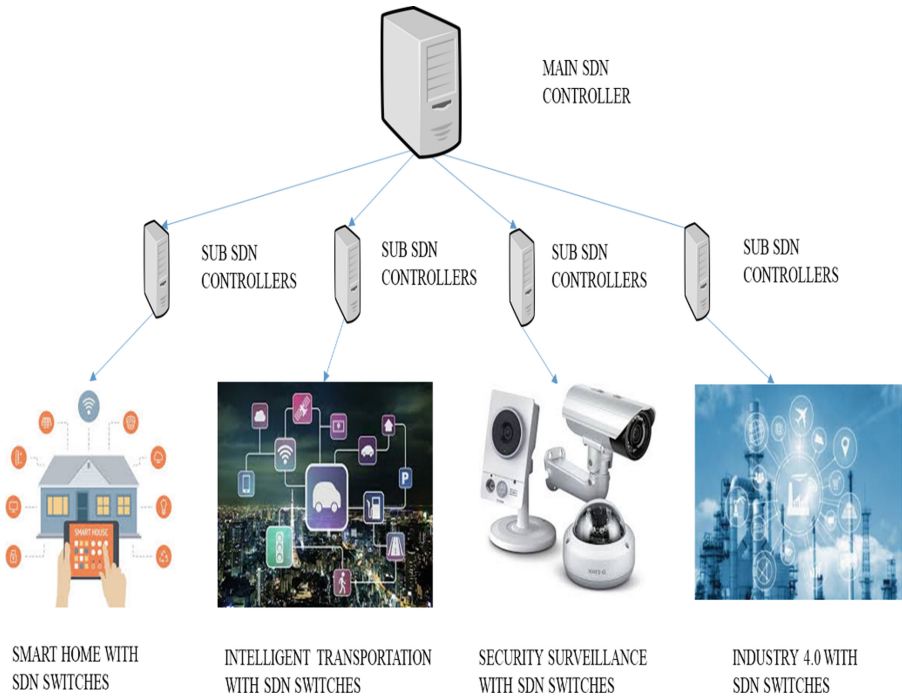 MAIN SDN
CONTROLLER
SUB SDN
CONTROLLERS
SUB SDN
CONTROLLERS
SUB SDN
CONTROLLERS
SUB SDN
CONTROLLERS
SMART HOUSE
P
SMART HOME WITH
SDN SWITCHES
INTELLIGENT TRANSPORTATION
WITH SDN SWITCHES
SECURITY SURVEILLANCE
WITH SDN SWITCHES
INDUSTRY 4.0 WITH
SDN SWITCHES